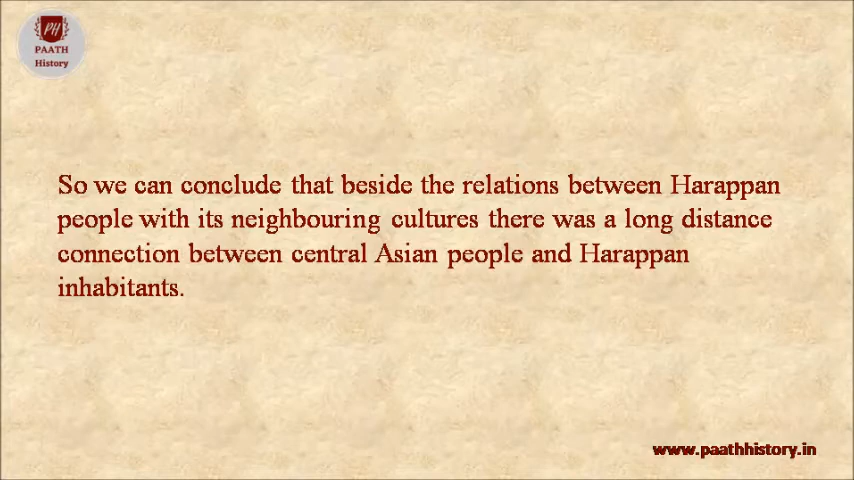 PH
PAATH
History
So we can conclude that beside the relations between Harappan
people with its neighbouring cultures there was a long distance
connection between central Asian people and Harappan
inhabitants.
www.paathhistory.in